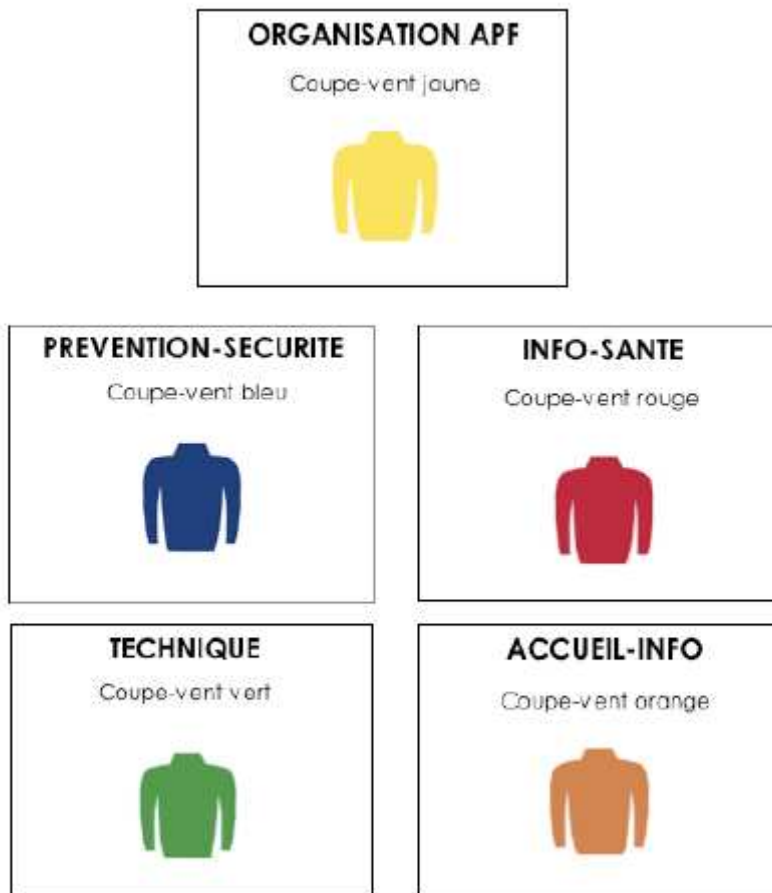 ORGANISATION APF
Coupe-vent jaune
PREVENTION-SECURITE
Coupe-vent bleu
INFO-SANTE
Coupe-vent rouge
TECHNIQUE
Coupe-vent vert
ACCUEIL-INFO
Coupe-vent orange